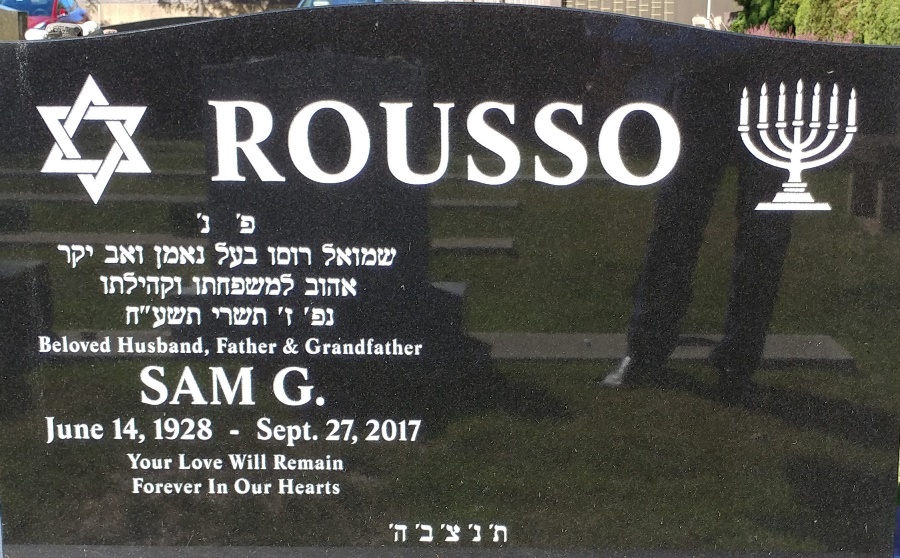 ROUSSO
פ' נ'
שמואל רוסו בעל נאמן ואב יקר
אהוב למשפחתו וקהילתו
נפ' ז' תשרי תשע"ח
Beloved Husband, Father & Grandfather
SAM G.
June 14, 1928 - Sept. 27, 2017
Your Love Will Remain
Forever In Our Hearts
ת' נ' צ' ב' ה'